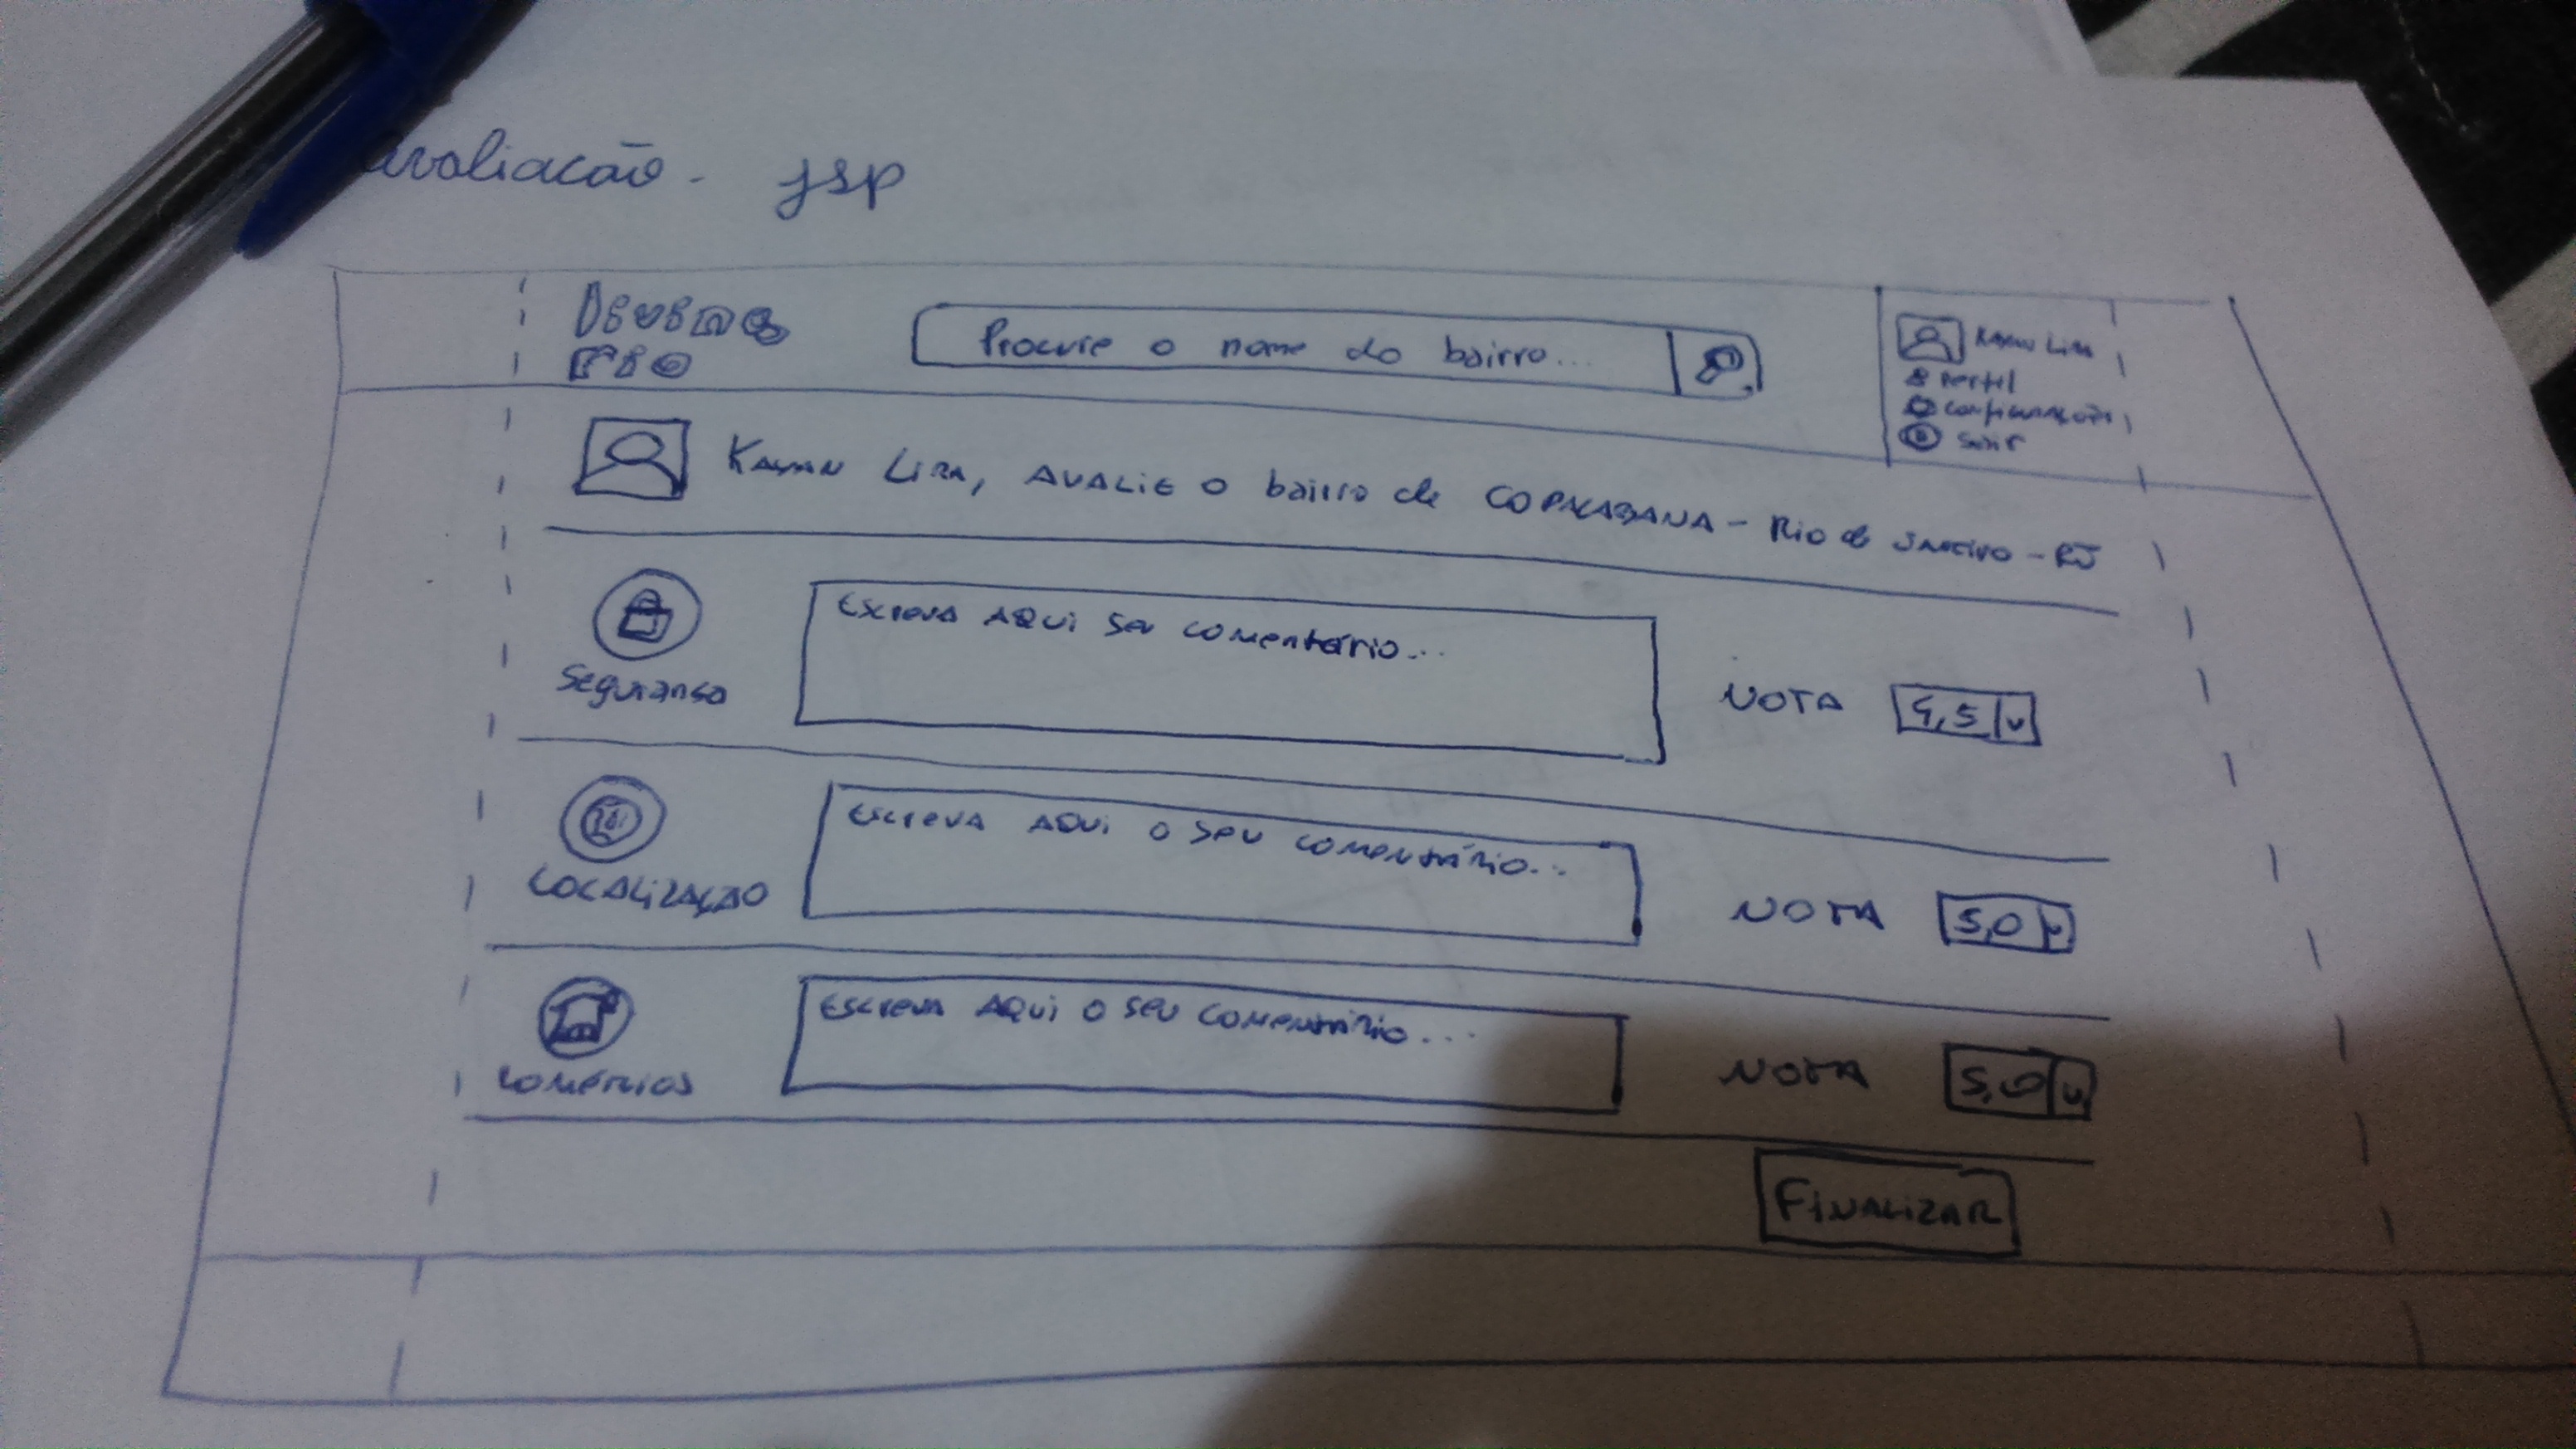 avaliacão. jsp
Procure o nome do bairro...
Kayan Lira
Perfil
configurações
Sair
Kayan Lira, AVALIE o bairro de COPACABANA - Rio de Janeiro - RJ
Escreva AQUi seu comentário...
Seguransa
NOTA 4,5
Escreva AQUi o seu comentário...
LOCALiZAÇÃO
NOTA 5,0
Escreva AQUi o seu comentário...
comércios
NOTA 5,0
FiNALiZAR